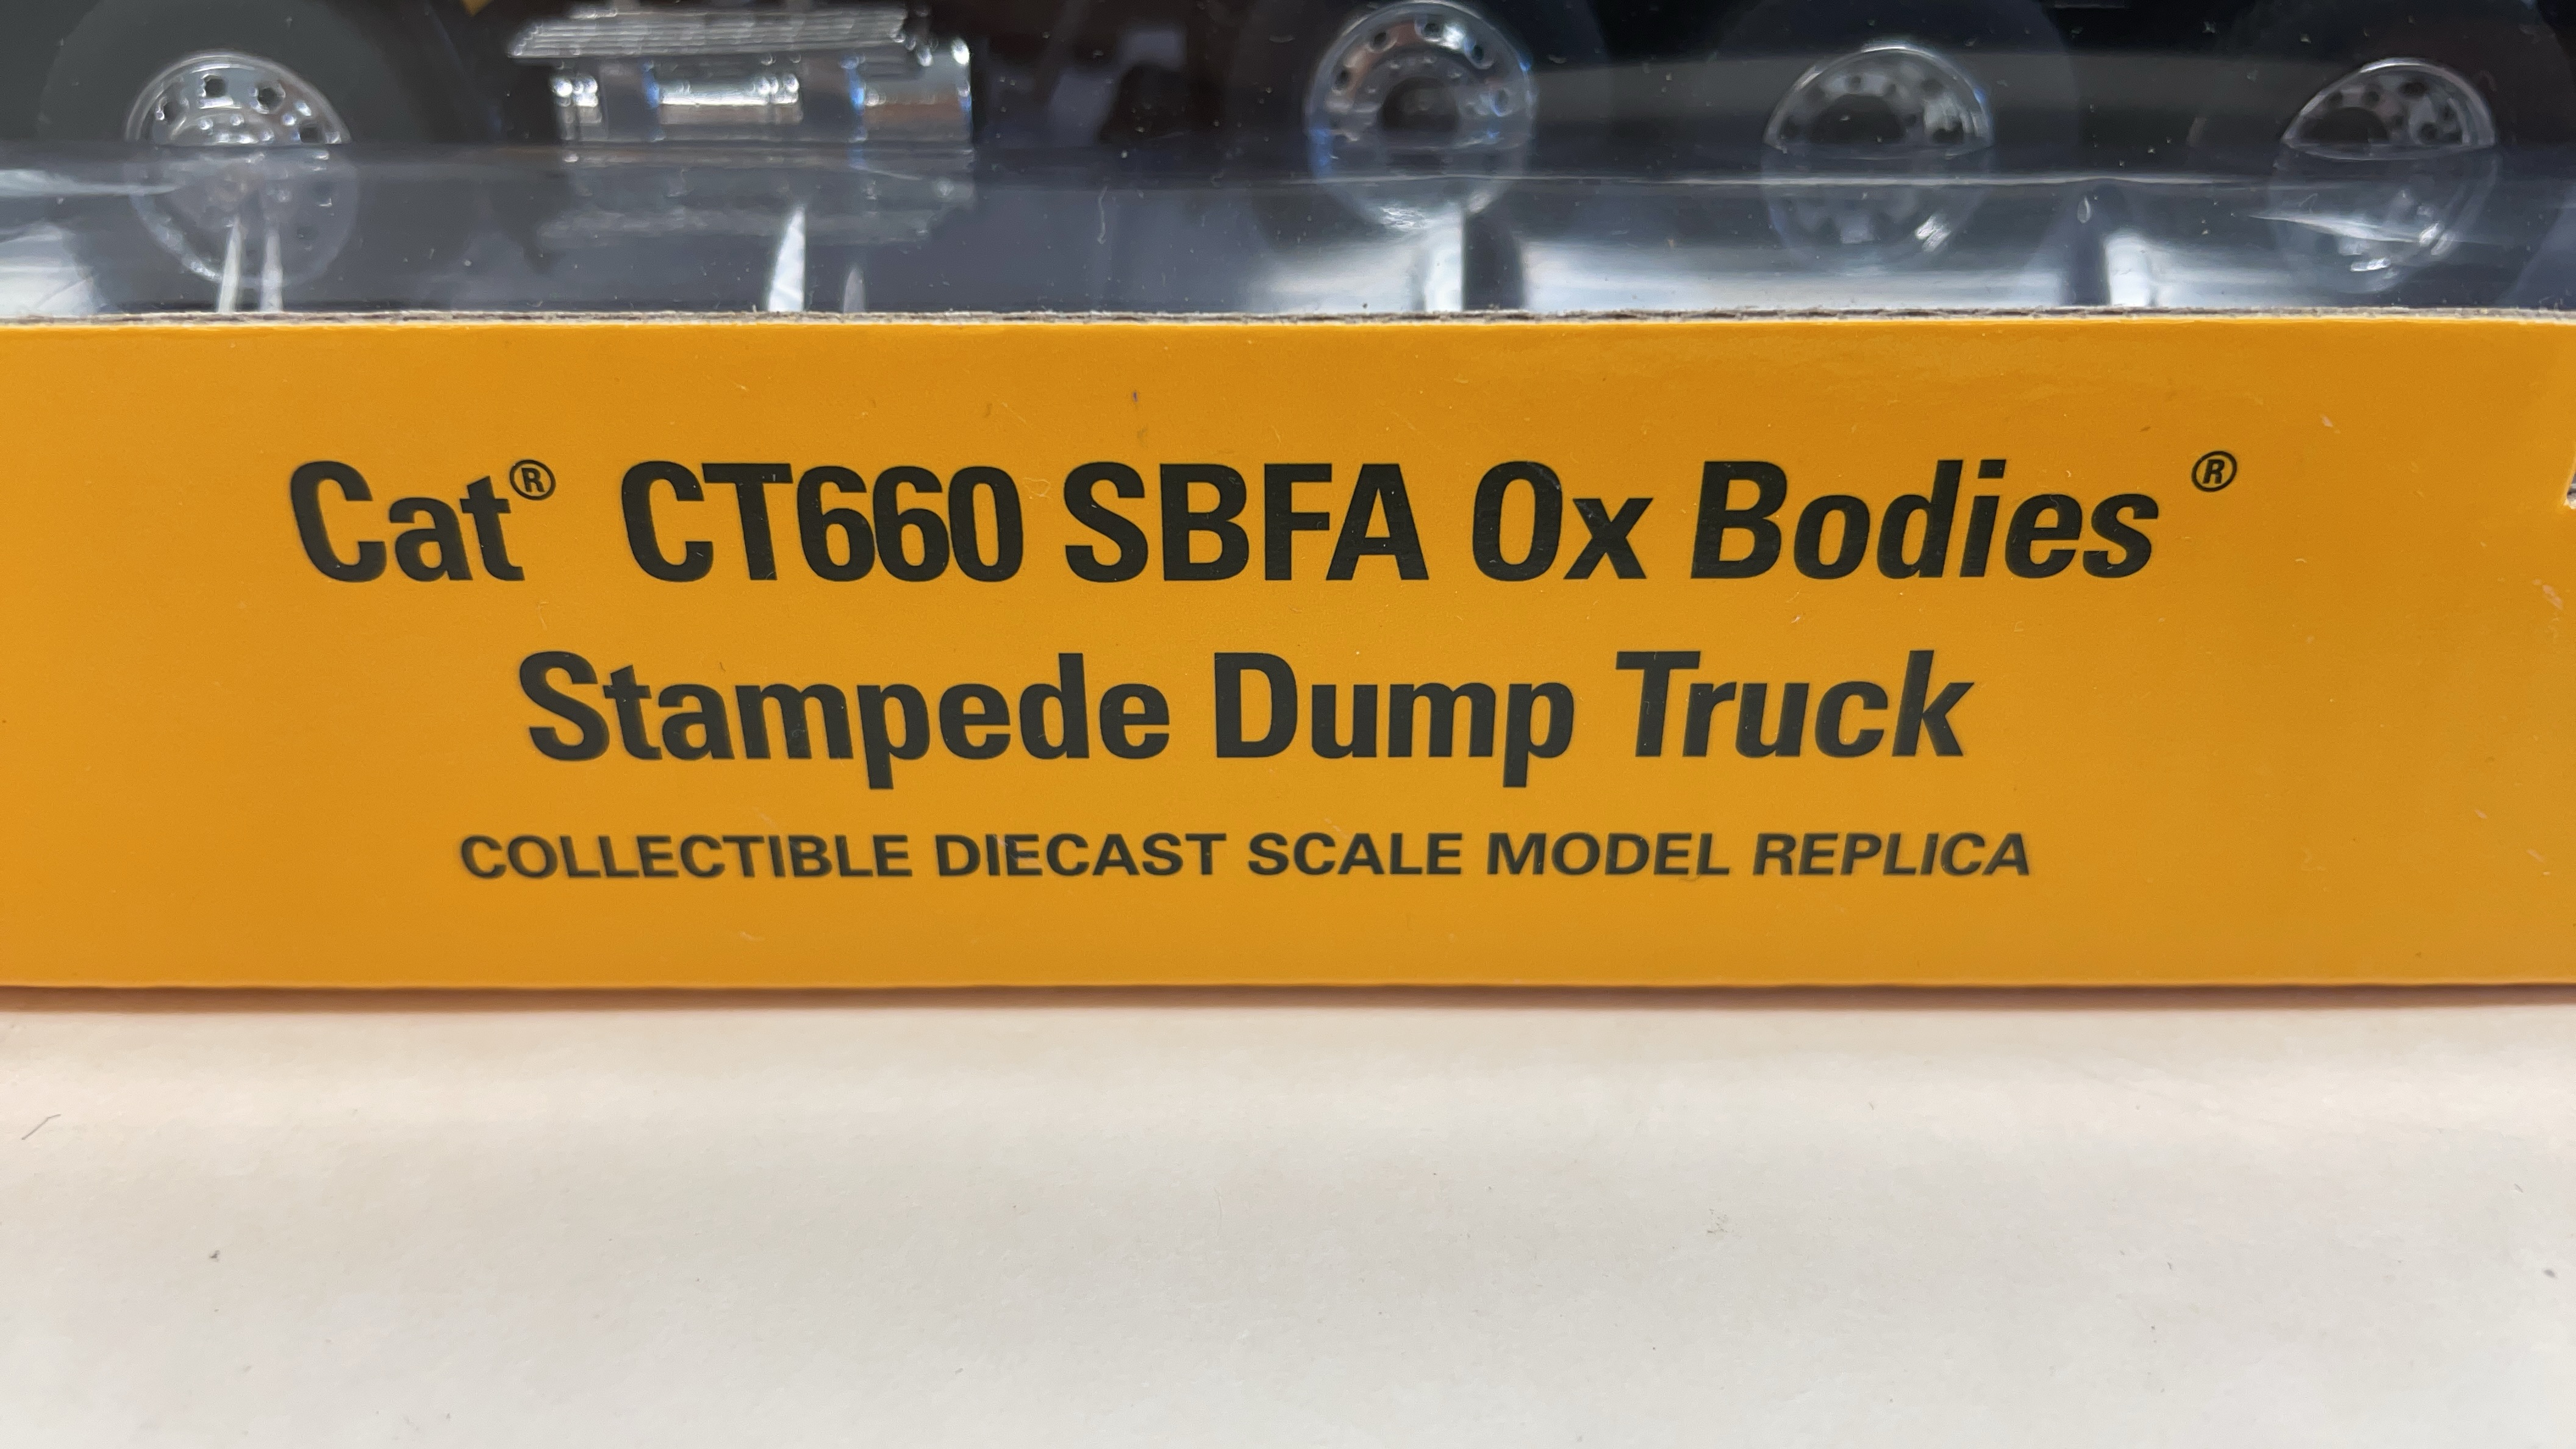 Cat® CT660 SBFA Ox Bodies®
Stampede Dump Truck
COLLECTIBLE DIECAST SCALE MODEL REPLICA